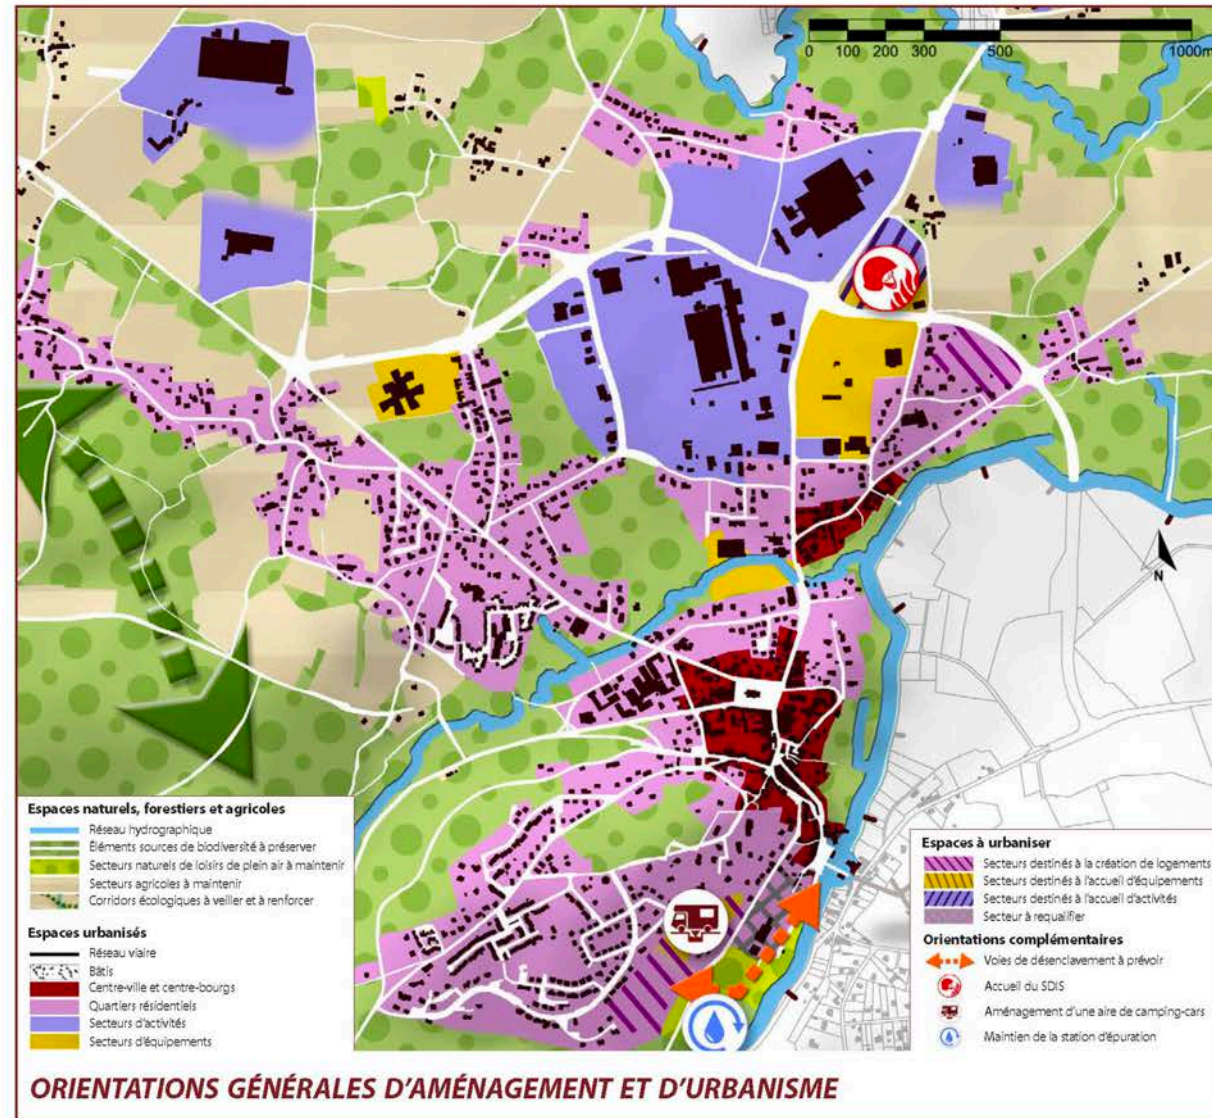 0 100 200 300 500 1000m
N
Espaces naturels, forestiers et agricoles
Réseau hydrographique
Éléments sources de biodiversité à préserver
Secteurs naturels de loisirs de plein air à maintenir
Secteurs agricoles à maintenir
Corridors écologiques à veiller et à renforcer
Espaces urbanisés
Réseau viaire
Bâtis
Centre-ville et centre-bourgs
Quartiers résidentiels
Secteurs d'activités
Secteurs d'équipements
Espaces à urbaniser
Secteurs destinés à la création de logements
Secteurs destinés à l'accueil d'équipements
Secteurs destinés à l'accueil d'activités
Secteur à requalifier
Orientations complémentaires
Voies de désenclavement à prévoir
Accueil du SDIS
Aménagement d'une aire de camping-cars
Maintien de la station d'épuration
ORIENTATIONS GÉNÉRALES D'AMÉNAGEMENT ET D'URBANISME